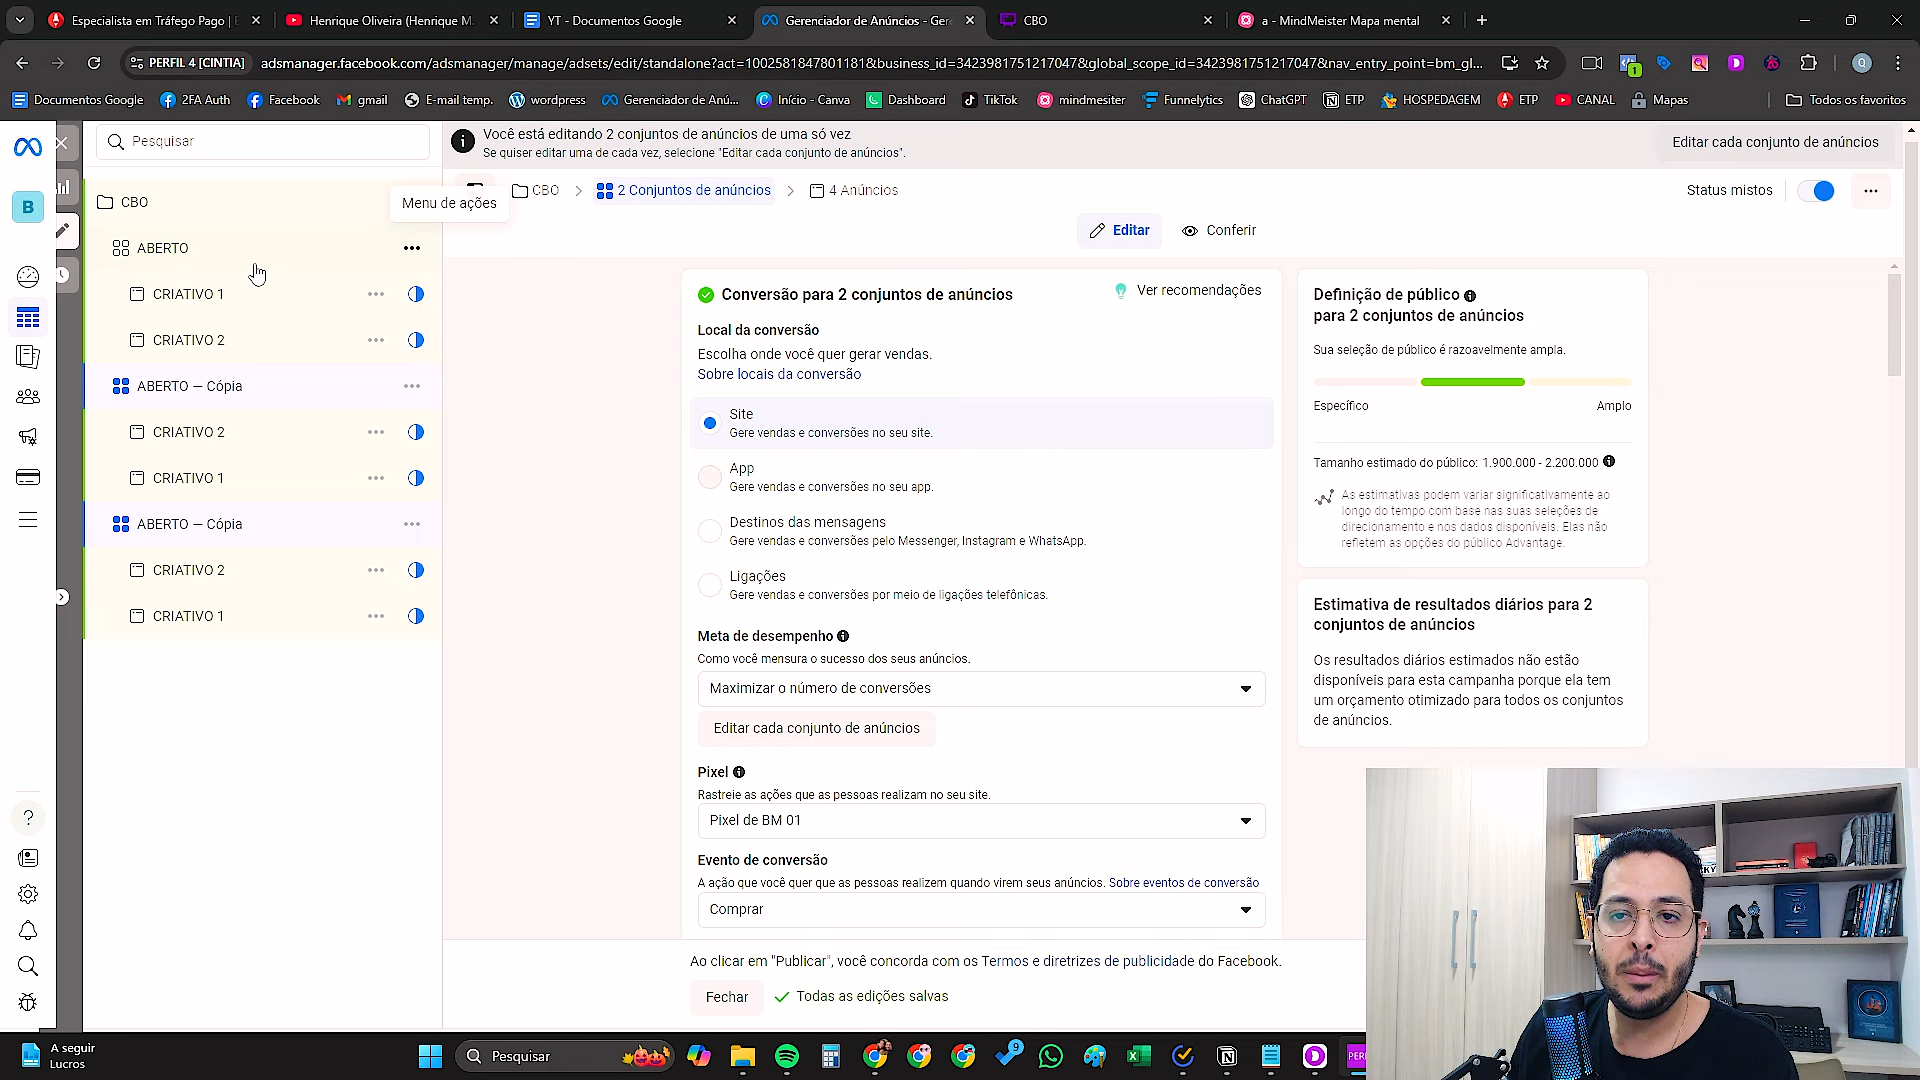 Especialista em Tráfego Pago |
Henrique Oliveira (Henrique M
YT - Documentos Google
Gerenciador de Anúncios - Ger
CBO
a - MindMeister Mapa mental
PERFIL 4 [CINTIA]
adsmanager.facebook.com/adsmanager/manage/adsets/edit/standalone?act=1002581847801181&business_id=3423981751217047&global_scope_id=3423981751217047&nav_entry_point=bm_gl...
Documentos Google
2FA Auth
Facebook
gmail
E-mail temp.
wordpress
Gerenciador de Anú...
Início - Canva
Dashboard
TikTok
mindmesiter
Funnelytics
ChatGPT
ETP
HOSPEDAGEM
ETP
CANAL
Mapas
Todos os favoritos
Pesquisar
Você está editando 2 conjuntos de anúncios de uma só vez
Se quiser editar uma de cada vez, selecione "Editar cada conjunto de anúncios".
Editar cada conjunto de anúncios
B
CBO
Menu de ações
CBO
2 Conjuntos de anúncios
4 Anúncios
Status mistos
Editar
Conferir
ABERTO
CRIATIVO 1
CRIATIVO 2
ABERTO – Cópia
CRIATIVO 2
CRIATIVO 1
ABERTO – Cópia
CRIATIVO 2
CRIATIVO 1
Conversão para 2 conjuntos de anúncios
Ver recomendações
Local da conversão
Escolha onde você quer gerar vendas.
Sobre locais da conversão
Site
Gere vendas e conversões no seu site.
App
Gere vendas e conversões no seu app.
Destinos das mensagens
Gere vendas e conversões pelo Messenger, Instagram e WhatsApp.
Ligações
Gere vendas e conversões por meio de ligações telefônicas.
Meta de desempenho
Como você mensura o sucesso dos seus anúncios.
Maximizar o número de conversões
Editar cada conjunto de anúncios
Pixel
Rastreie as ações que as pessoas realizam no seu site.
Pixel de BM 01
Evento de conversão
A ação que você quer que as pessoas realizem quando virem seus anúncios. Sobre eventos de conversão
Comprar
Definição de público
para 2 conjuntos de anúncios
Sua seleção de público é razoavelmente ampla.
Específico
Amplo
Tamanho estimado do público: 1.900.000 - 2.200.000
As estimativas podem variar significativamente ao
longo do tempo com base nas suas seleções de
direcionamento e nos dados disponíveis. Elas não
refletem as opções do público Advantage.
Estimativa de resultados diários para 2
conjuntos de anúncios
Os resultados diários estimados não estão
disponíveis para esta campanha porque ela tem
um orçamento otimizado para todos os conjuntos
de anúncios.
Ao clicar em "Publicar", você concorda com os Termos e diretrizes de publicidade do Facebook.
Fechar
Todas as edições salvas
A seguir
Lucros
Pesquisar
9